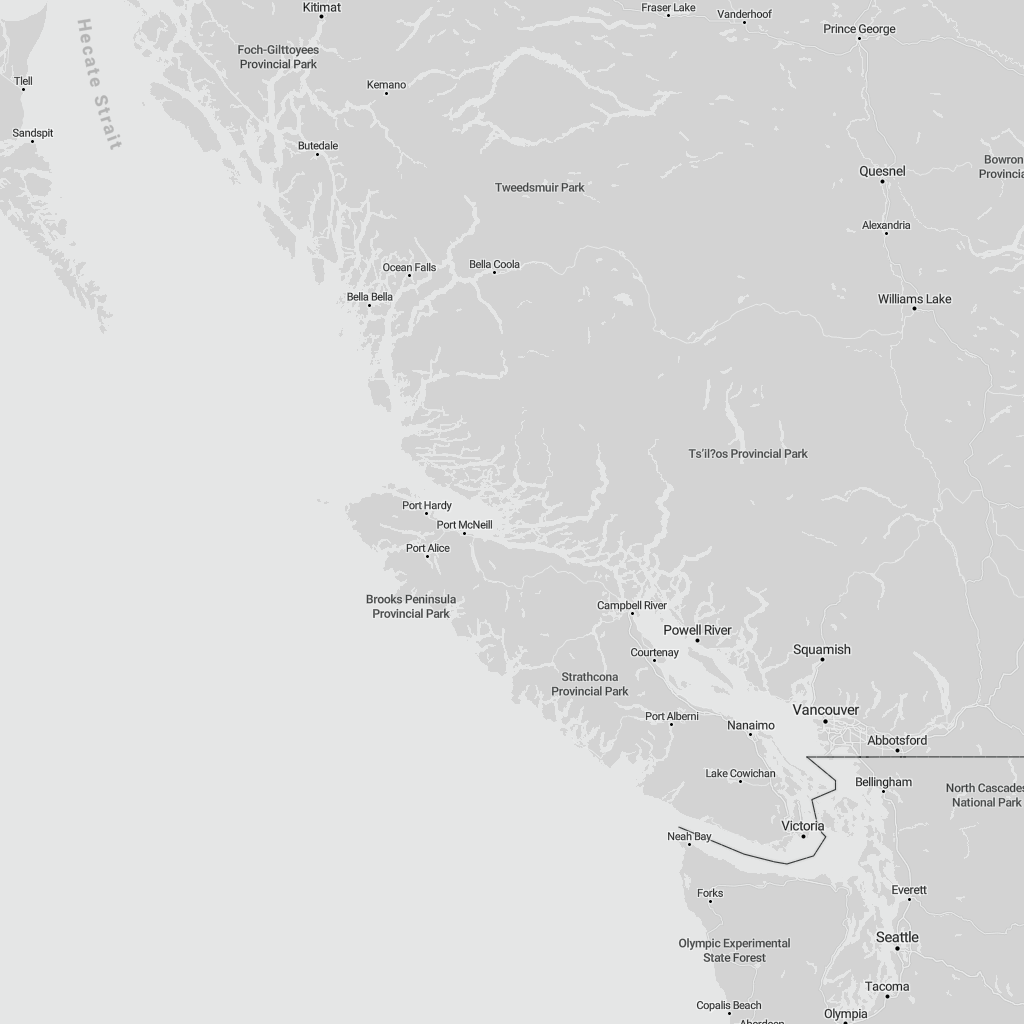 Kitimat
Fraser Lake
Vanderhoof
Prince George
Foch-Gilttoyees
Provincial Park
Hecate Strait
Tlell
Kemano
Sandspit
Butedale
Bowron
Provincia
Quesnel
Tweedsmuir Park
Alexandria
Ocean Falls
Bella Coola
Bella Bella
Williams Lake
Ts'il?os Provincial Park
Port Hardy
Port McNeill
Port Alice
Brooks Peninsula
Provincial Park
Campbell River
Powell River
Courtenay
Squamish
Strathcona
Provincial Park
Vancouver
Port Alberni
Nanaimo
Abbotsford
Lake Cowichan
Bellingham
North Cascades
National Park
Victoria
Neah Bay
Forks
Everett
Olympic Experimental
State Forest
Seattle
Tacoma
Copalis Beach
Olympia
Aberdeen